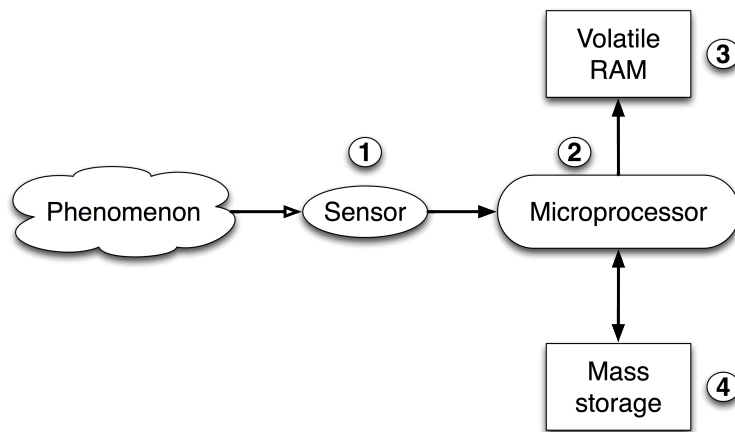 Volatile
RAM
3
1
2
Phenomenon
Sensor
Microprocessor
Mass
storage
4